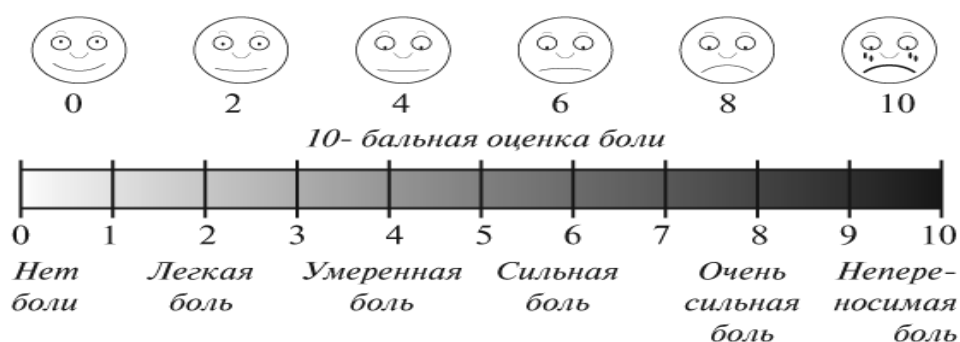 0 2 4 6 8 10
10- бальная оценка боли
0 1 2 3 4 5 6 7 8 9 10
Нет Легкая Умеренная Сильная Очень Непере-
боли боль боль боль сильная носимая
боль боль